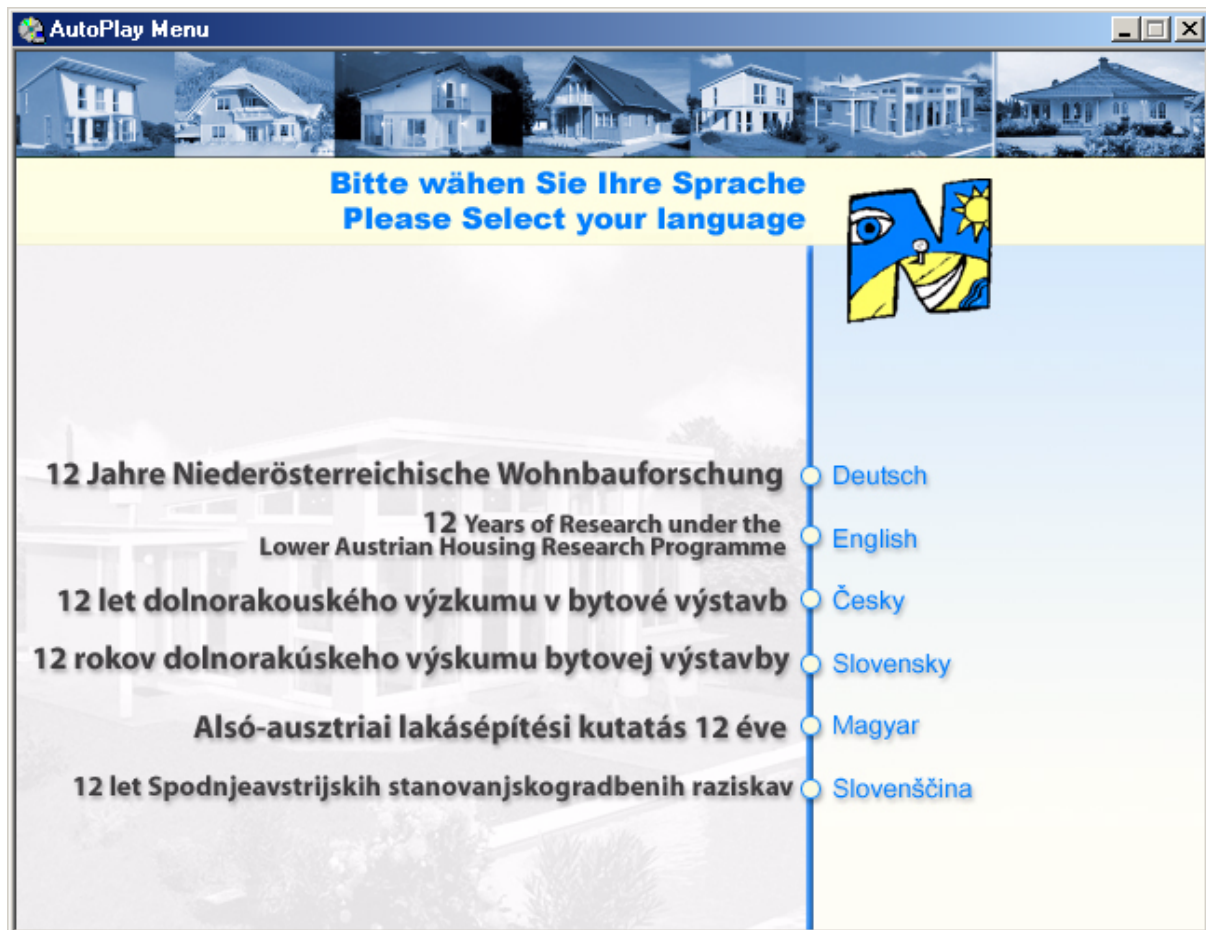 AutoPlay Menu
Bitte wähen Sie Ihre Sprache
Please Select your language
12 Jahre Niederösterreichische Wohnbauforschung Deutsch
12 Years of Research under the
Lower Austrian Housing Research Programme English
12 let dolnorakouského výzkumu v bytové výstavb Česky
12 rokov dolnorakúskeho výskumu bytovej výstavby Slovensky
Alsó-ausztriai lakásépítési kutatás 12 éve Magyar
12 let Spodnjeavstrijskih stanovanjskogradbenih raziskav Slovenščina